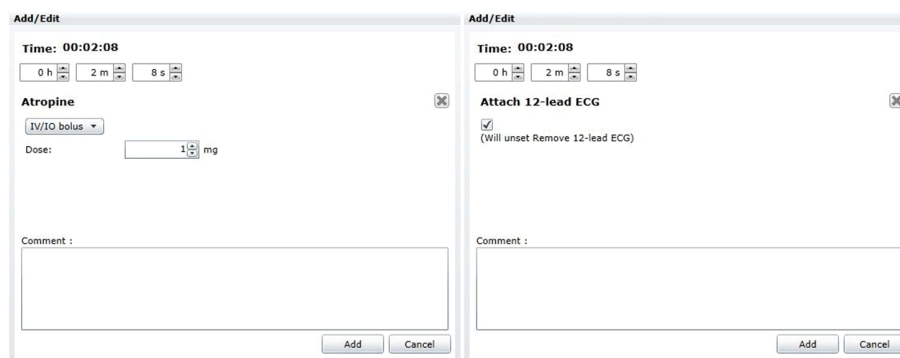 Add/Edit
Time: 00:02:08
0 h 2 m 8 s
Atropine
IV/IO bolus
Dose: 1 mg
Comment :
Add Cancel
Add/Edit
Time: 00:02:08
0 h 2 m 8 s
Attach 12-lead ECG
(Will unset Remove 12-lead ECG)
Comment :
Add Cancel